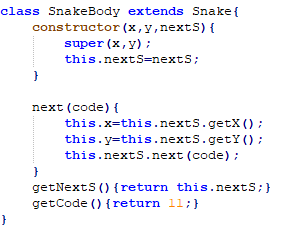 class SnakeBody extends Snake{
constructor(x,y,nextS){
super(x,y);
this.nextS=nextS;
}
next(code){
this.x=this.nextS.getX();
this.y=this.nextS.getY();
this.nextS.next(code);
}
getNextS(){return this.nextS;}
getCode(){return 11;}
}